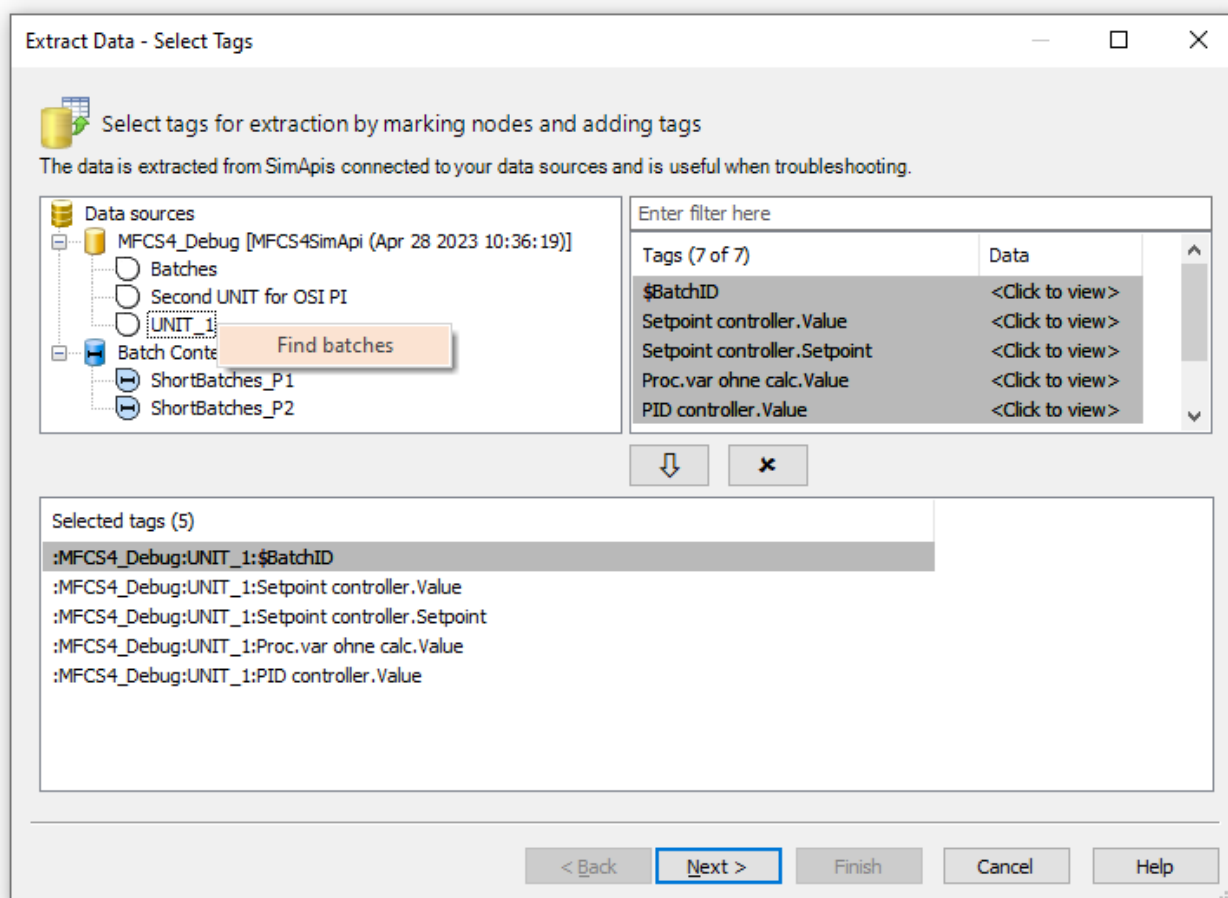 Extract Data - Select Tags
Select tags for extraction by marking nodes and adding tags
The data is extracted from SimApis connected to your data sources and is useful when troubleshooting.
Data sources
MFCS4_Debug [MFCS4SimApi (Apr 28 2023 10:36:19)]
Batches
Second UNIT for OSI PI
UNIT_1
Find batches
Batch Conte
ShortBatches_P1
ShortBatches_P2
Enter filter here
Tags (7 of 7) Data
$BatchID <Click to view>
Setpoint controller.Value <Click to view>
Setpoint controller.Setpoint <Click to view>
Proc.var ohne calc.Value <Click to view>
PID controller.Value <Click to view>
Selected tags (5)
:MFCS4_Debug:UNIT_1:$BatchID
:MFCS4_Debug:UNIT_1:Setpoint controller.Value
:MFCS4_Debug:UNIT_1:Setpoint controller.Setpoint
:MFCS4_Debug:UNIT_1:Proc.var ohne calc.Value
:MFCS4_Debug:UNIT_1:PID controller.Value
< Back Next > Finish Cancel Help